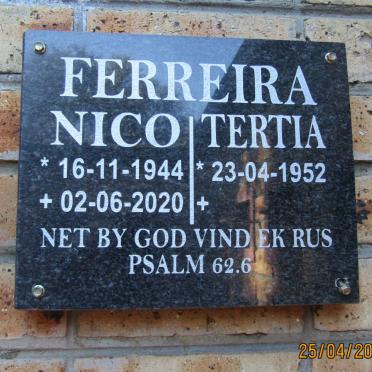 FERREIRA
NICO TERTIA
* 16-11-1944 * 23-04-1952
+ 02-06-2020 +
NET BY GOD VIND EK RUS
PSALM 62.6
25/04/20